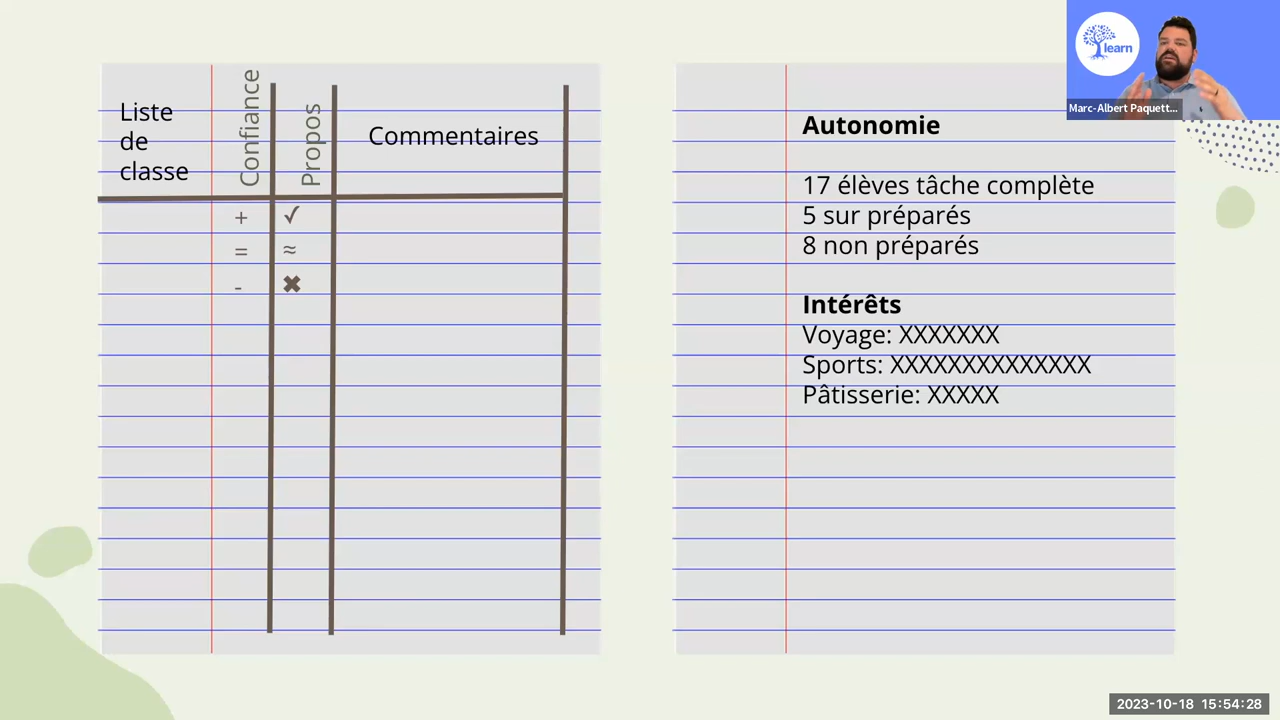 Liste
de
classe
Confiance
Propos
Commentaires
+ ✓
= ≈
- ✖
Autonomie
17 élèves tâche complète
5 sur préparés
8 non préparés
Intérêts
Voyage: XXXXXXX
Sports: XXXXXXXXXXXXXX
Pâtisserie: XXXXX
learn
Marc-Albert Paquett...
2023-10-18 15:54:28